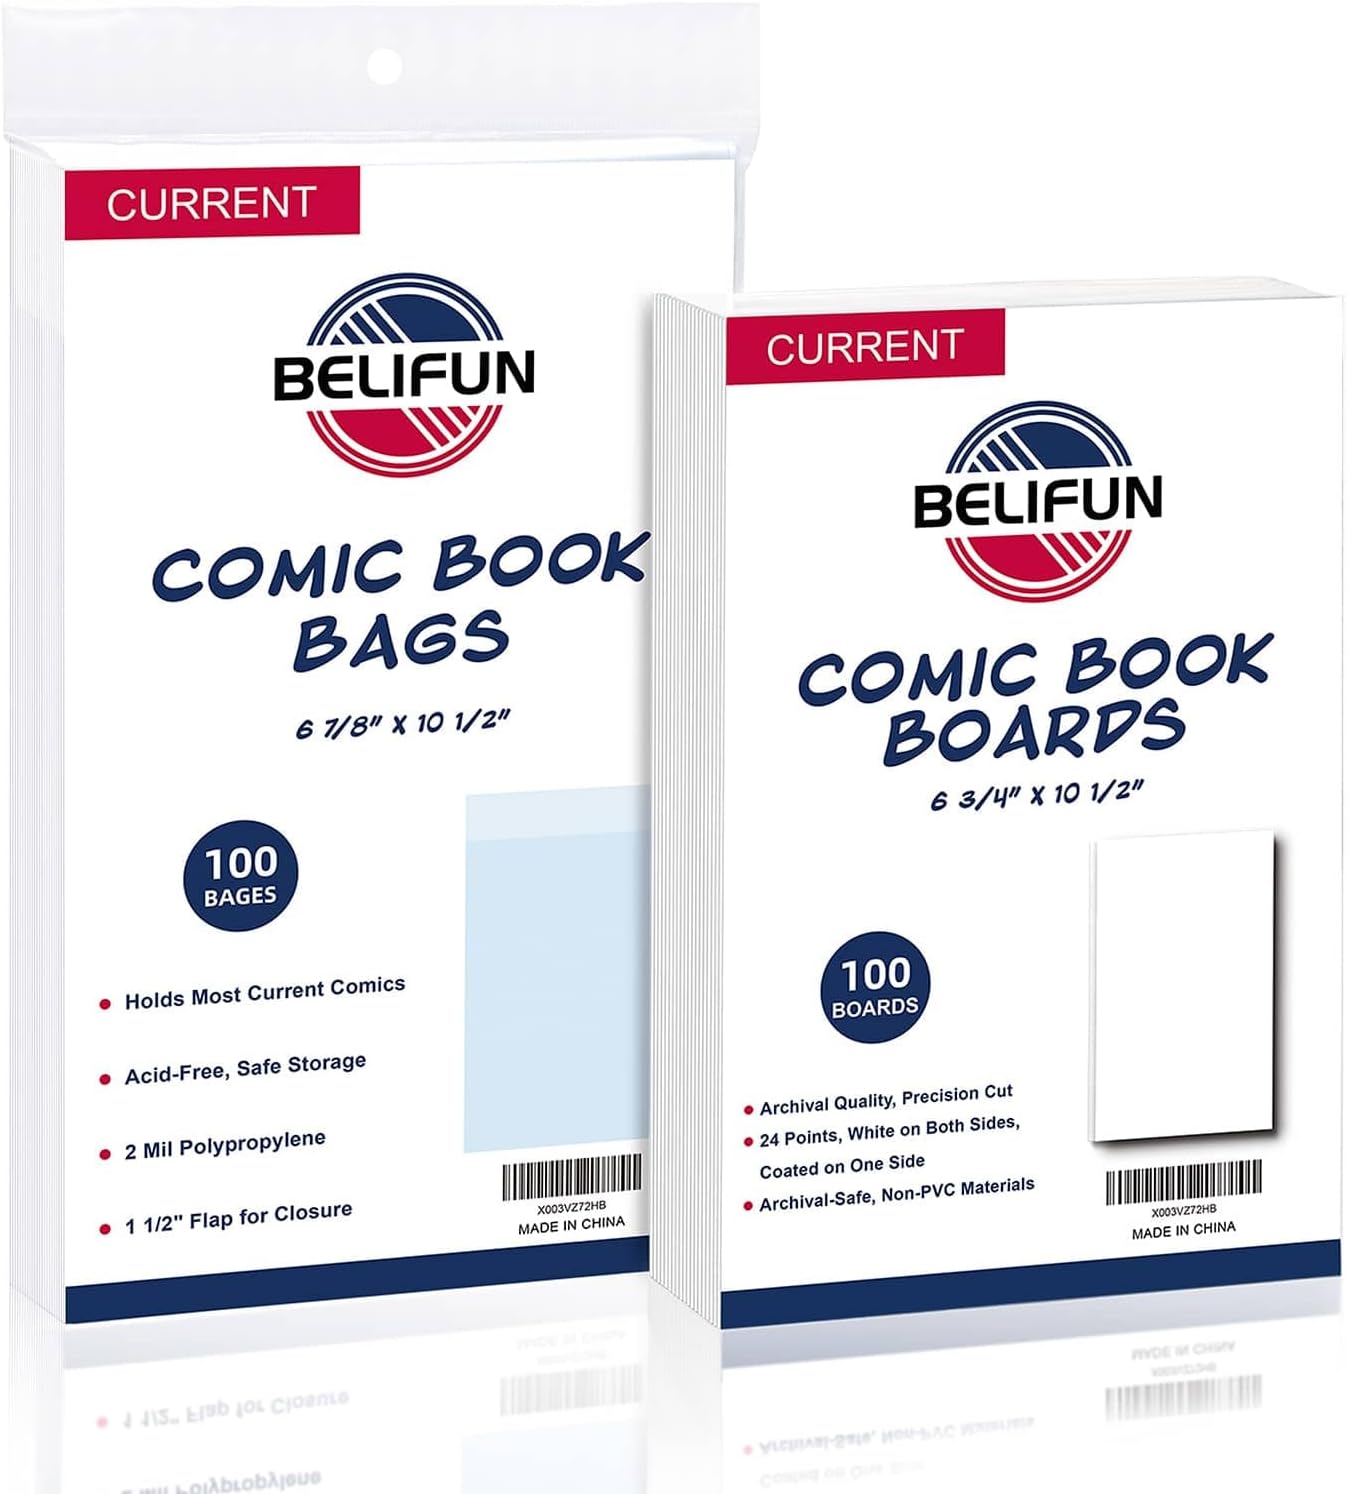 CURRENT
BELIFUN
COMIC BOOK
BAGS
6 7/8" X 10 1/2"
100
BAGES
Holds Most Current Comics
Acid-Free, Safe Storage
2 Mil Polypropylene
1 1/2" Flap for Closure
X003VZ72HB
MADE IN CHINA
CURRENT
BELIFUN
COMIC BOOK
BOARDS
6 3/4" X 10 1/2"
100
BOARDS
Archival Quality, Precision Cut
24 Points, White on Both Sides,
Coated on One Side
Archival-Safe, Non-PVC Materials
X003VZ72HB
MADE IN CHINA